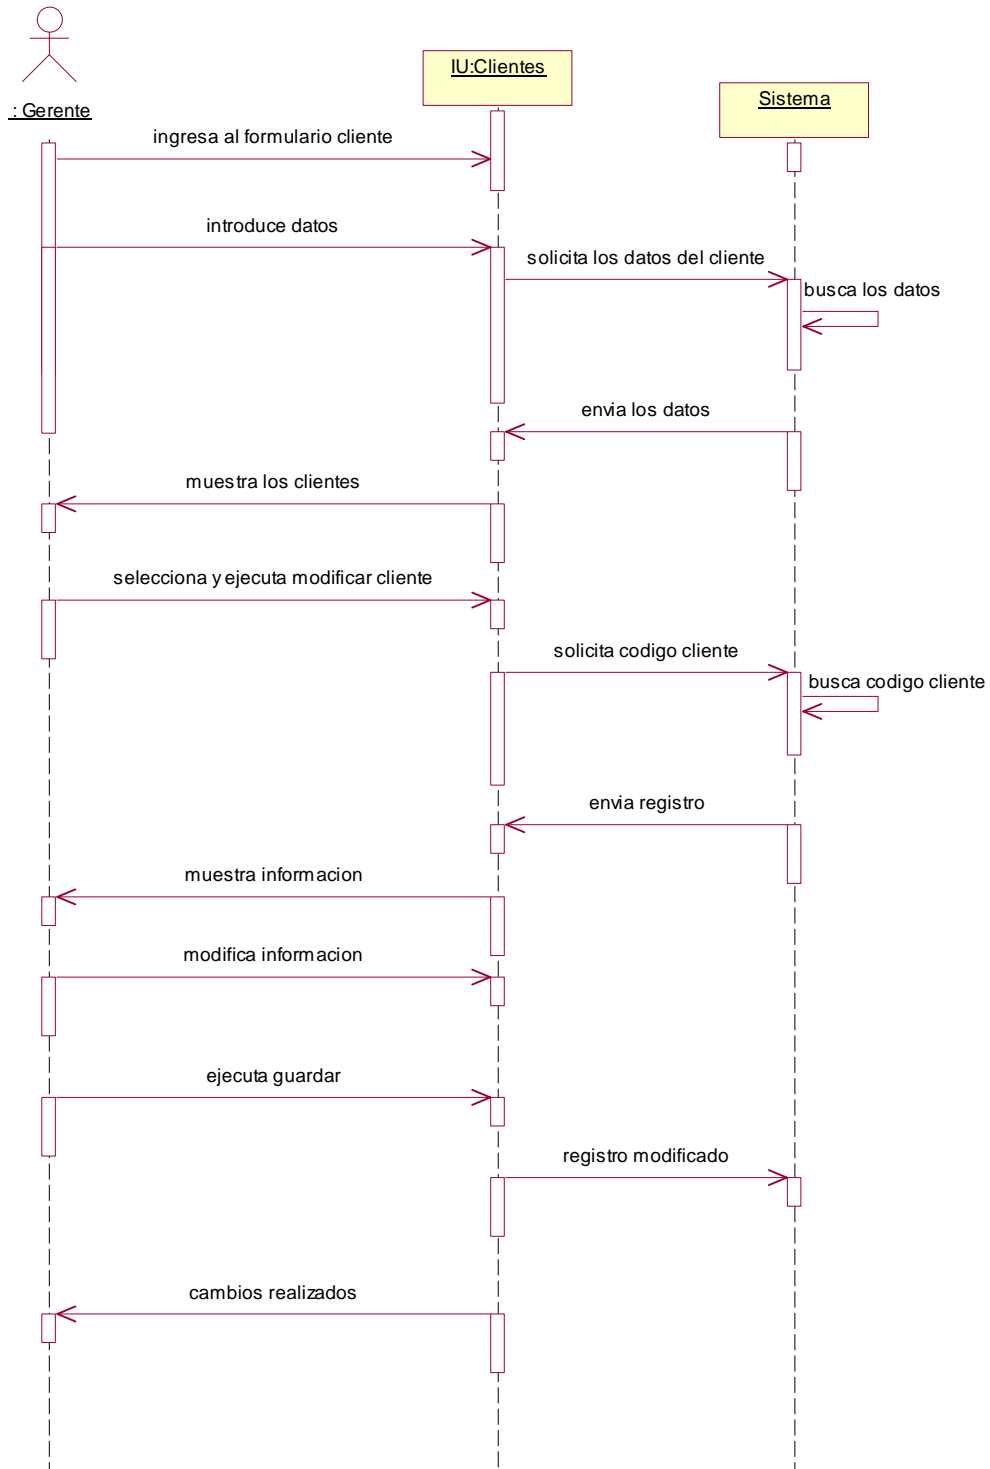 : Gerente
IU:Clientes
Sistema
ingresa al formulario cliente
introduce datos
solicita los datos del cliente
busca los datos
envia los datos
muestra los clientes
selecciona y ejecuta modificar cliente
solicita codigo cliente
busca codigo cliente
envia registro
muestra informacion
modifica informacion
ejecuta guardar
registro modificado
cambios realizados